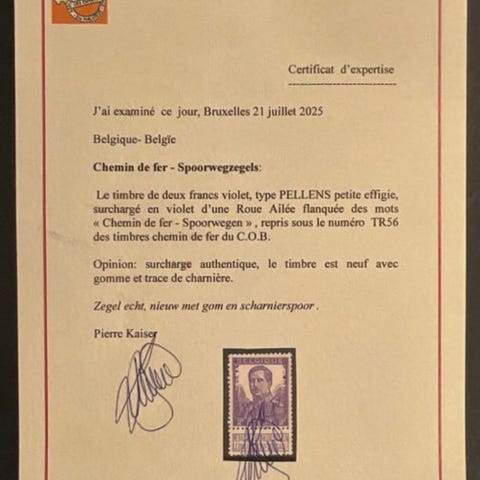 Certificat d'expertise
J'ai examiné ce jour, Bruxelles 21 juillet 2025
Belgique- Belgïe
Chemin de fer - Spoorwegzegels:
Le timbre de deux francs violet, type PELLENS petite effigie,
surchargé en violet d'une Roue Ailée flanquée des mots
« Chemin de fer - Spoorwegen » , repris sous le numéro TR56
des timbres chemin de fer du C.O.B.
Opinion: surcharge authentique, le timbre est neuf avec
gomme et trace de charnière.
Zegel echt, nieuw met gom en scharnierspoor .
Pierre Kaiser
BELGIQUE